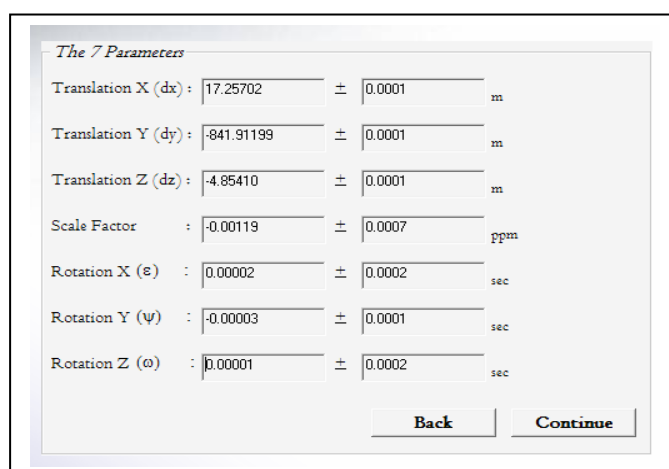 The 7 Parameters
Translation X (dx) : 17.25702 ± 0.0001 m
Translation Y (dy) : -841.91199 ± 0.0001 m
Translation Z (dz) : -4.85410 ± 0.0001 m
Scale Factor : -0.00119 ± 0.0007 ppm
Rotation X (ε) : 0.00002 ± 0.0002 sec
Rotation Y (ψ) : -0.00003 ± 0.0001 sec
Rotation Z (ω) : 0.00001 ± 0.0002 sec
Back Continue